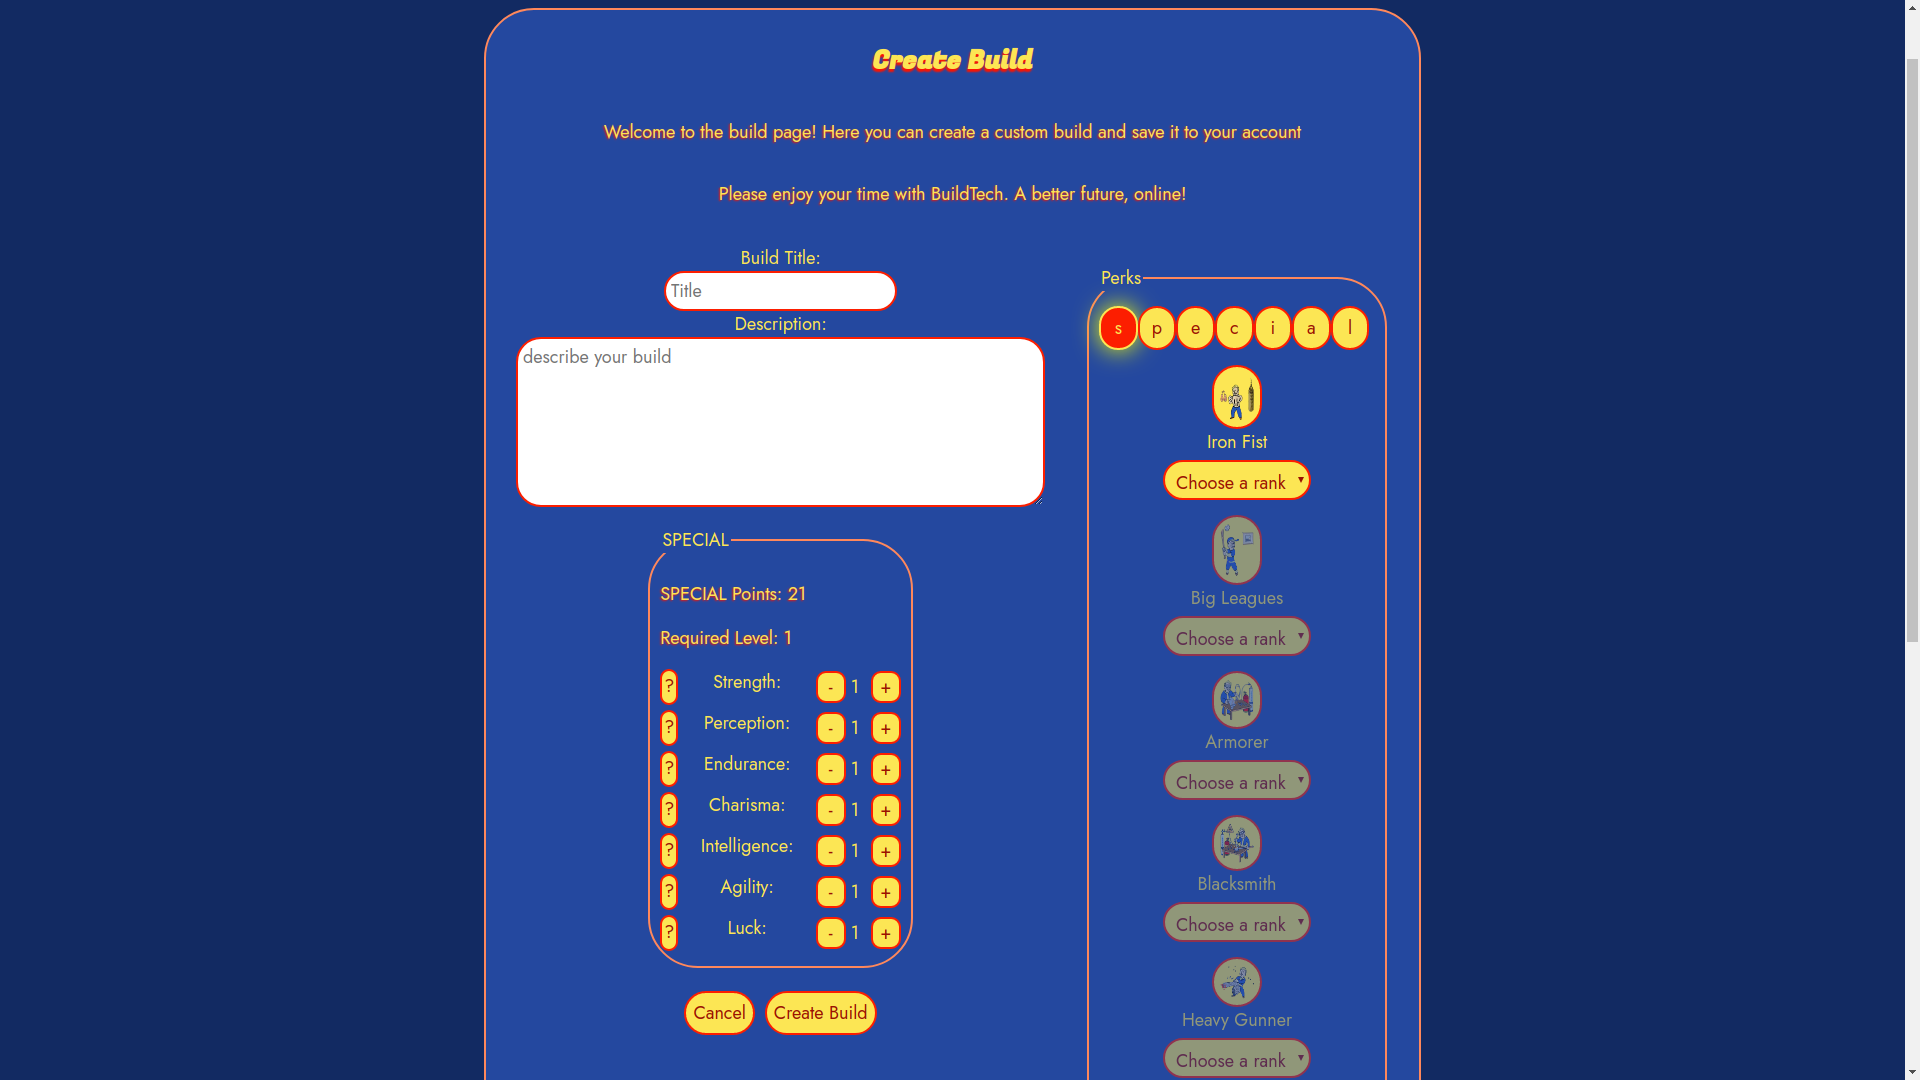 Create Build
Welcome to the build page! Here you can create a custom build and save it to your account
Please enjoy your time with BuildTech. A better future, online!
Build Title:
Title
Description:
describe your build
SPECIAL
SPECIAL Points: 21
Required Level: 1
? Strength: - 1 +
? Perception: - 1 +
? Endurance: - 1 +
? Charisma: - 1 +
? Intelligence: - 1 +
? Agility: - 1 +
? Luck: - 1 +
Cancel Create Build
Perks
s p e c i a l
Iron Fist
Choose a rank
Big Leagues
Choose a rank
Armorer
Choose a rank
Blacksmith
Choose a rank
Heavy Gunner
Choose a rank